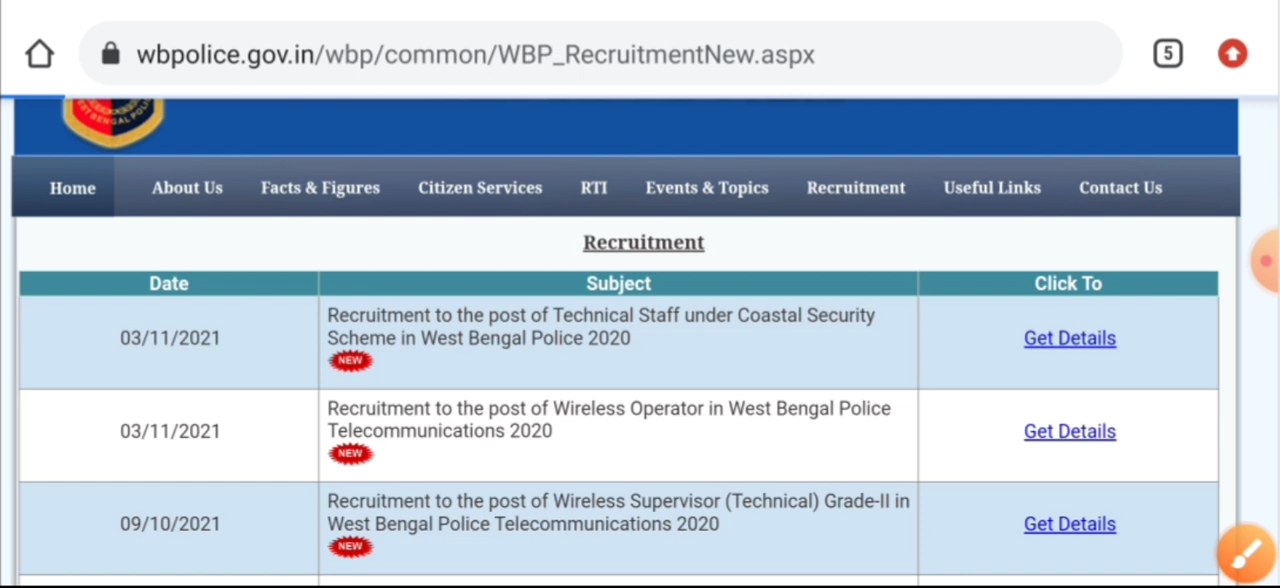 wbpolice.gov.in/wbp/common/WBP_RecruitmentNew.aspx
5
ST BENGAL POLI
Home About Us Facts & Figures Citizen Services RTI Events & Topics Recruitment Useful Links Contact Us
Recruitment
Date Subject Click To
03/11/2021
Recruitment to the post of Technical Staff under Coastal Security
Scheme in West Bengal Police 2020
NEW
Get Details
03/11/2021
Recruitment to the post of Wireless Operator in West Bengal Police
Telecommunications 2020
NEW
Get Details
09/10/2021
Recruitment to the post of Wireless Supervisor (Technical) Grade-II in
West Bengal Police Telecommunications 2020
NEW
Get Details